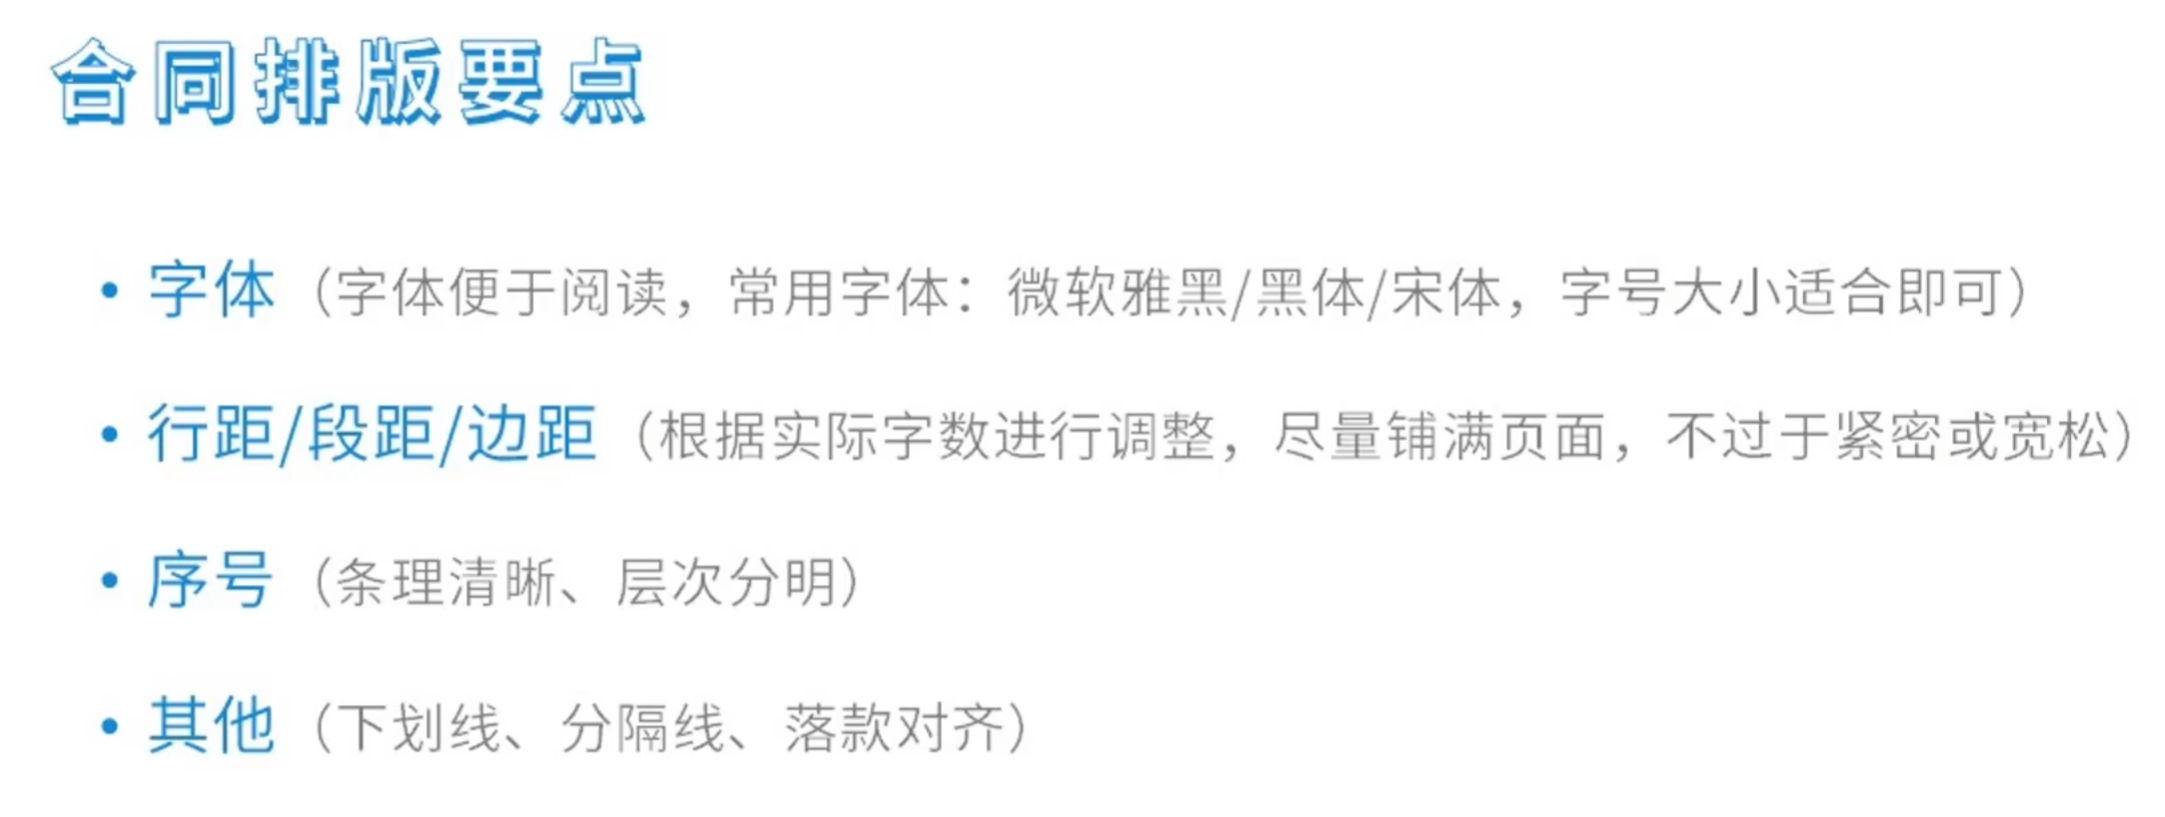 合同排版要点
• 字体（字体便于阅读，常用字体：微软雅黑/黑体/宋体，字号大小适合即可）
• 行距/段距/边距（根据实际字数进行调整，尽量铺满页面，不过于紧密或宽松）
• 序号（条理清晰、层次分明）
• 其他（下划线、分隔线、落款对齐）